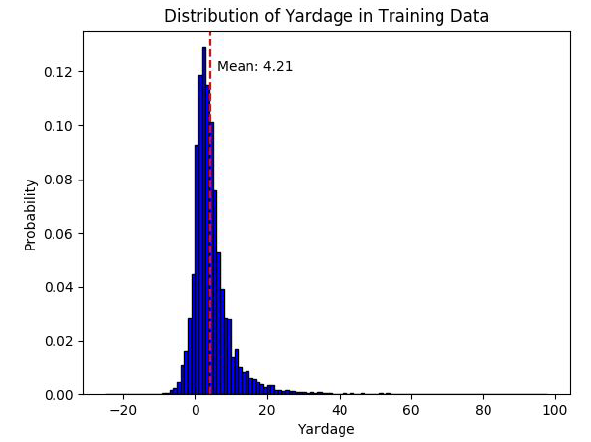 Distribution of Yardage in Training Data
Mean: 4.21
0.12
0.10
0.08
0.06
0.04
0.02
0.00
Probability
−20 0 20 40 60 80 100
Yardage